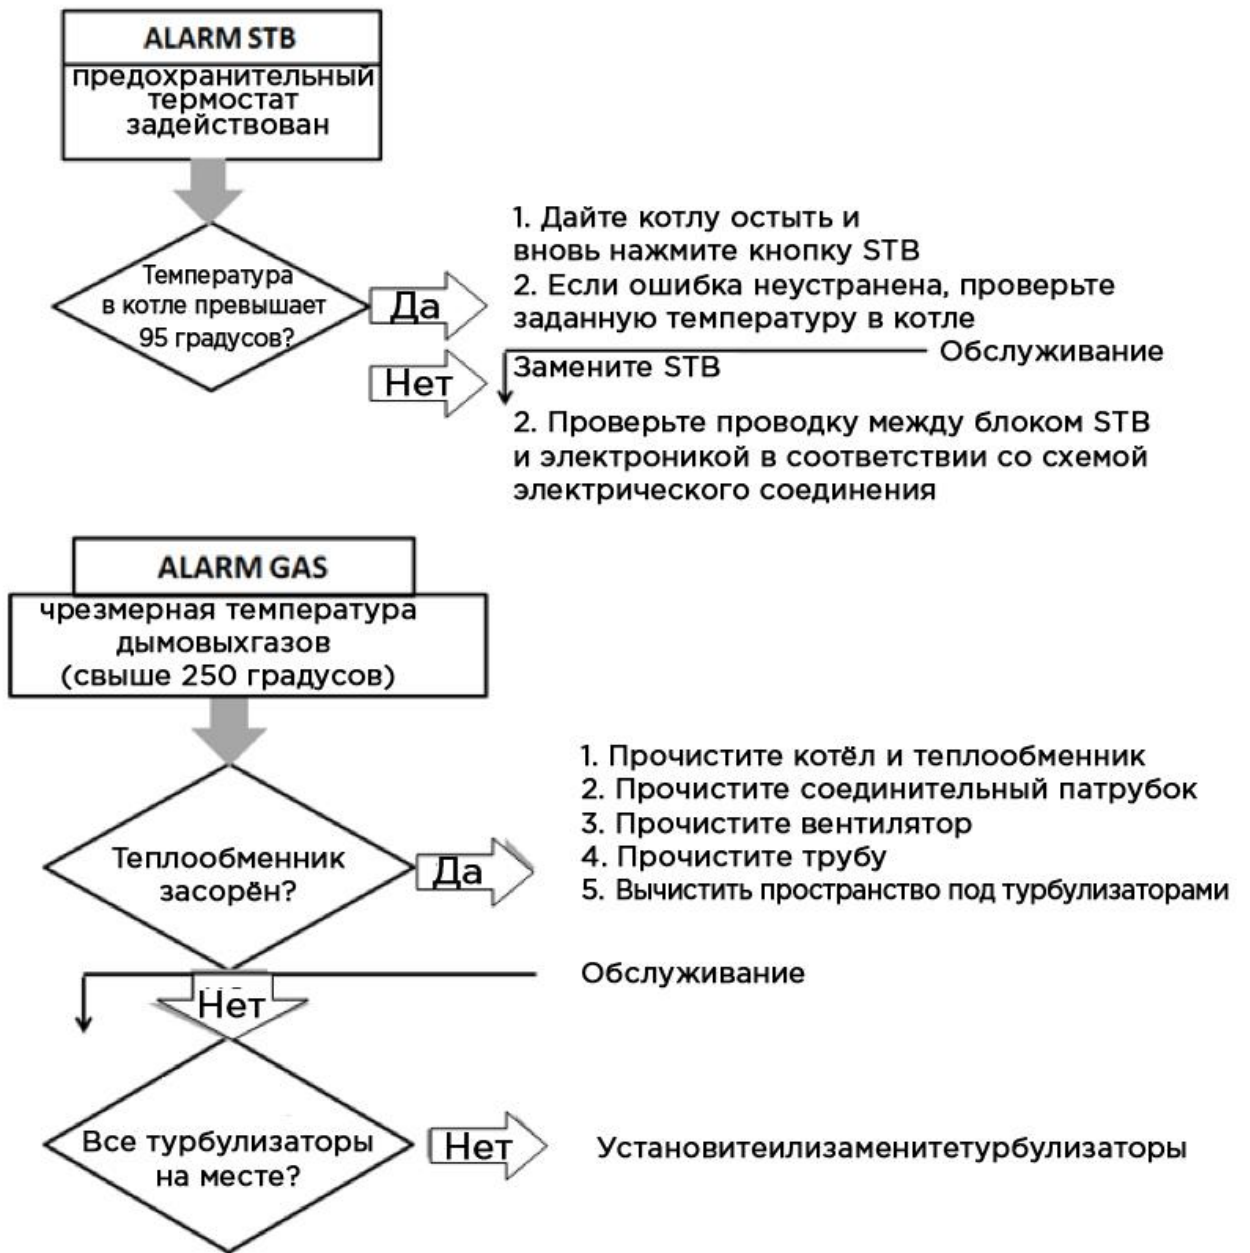 ALARM STB
предохранительный
термостат
задействован
Температура
в котле превышает
95 градусов?
Да
1. Дайте котлу остыть и
вновь нажмите кнопку STB
2. Если ошибка неустранена, проверьте
заданную температуру в котле
Обслуживание
Нет
Замените STB
2. Проверьте проводку между блоком STB
и электроникой в соответствии со схемой
электрического соединения
ALARM GAS
чрезмерная температура
дымовыхгазов
(свыше 250 градусов)
Теплообменник
засорён?
Да
1. Прочистите котёл и теплообменник
2. Прочистите соединительный патрубок
3. Прочистите вентилятор
4. Прочистите трубу
5. Вычистить пространство под турбулизаторами
Обслуживание
Нет
Все турбулизаторы
на месте?
Нет
Установитеилизаменитетурбулизаторы